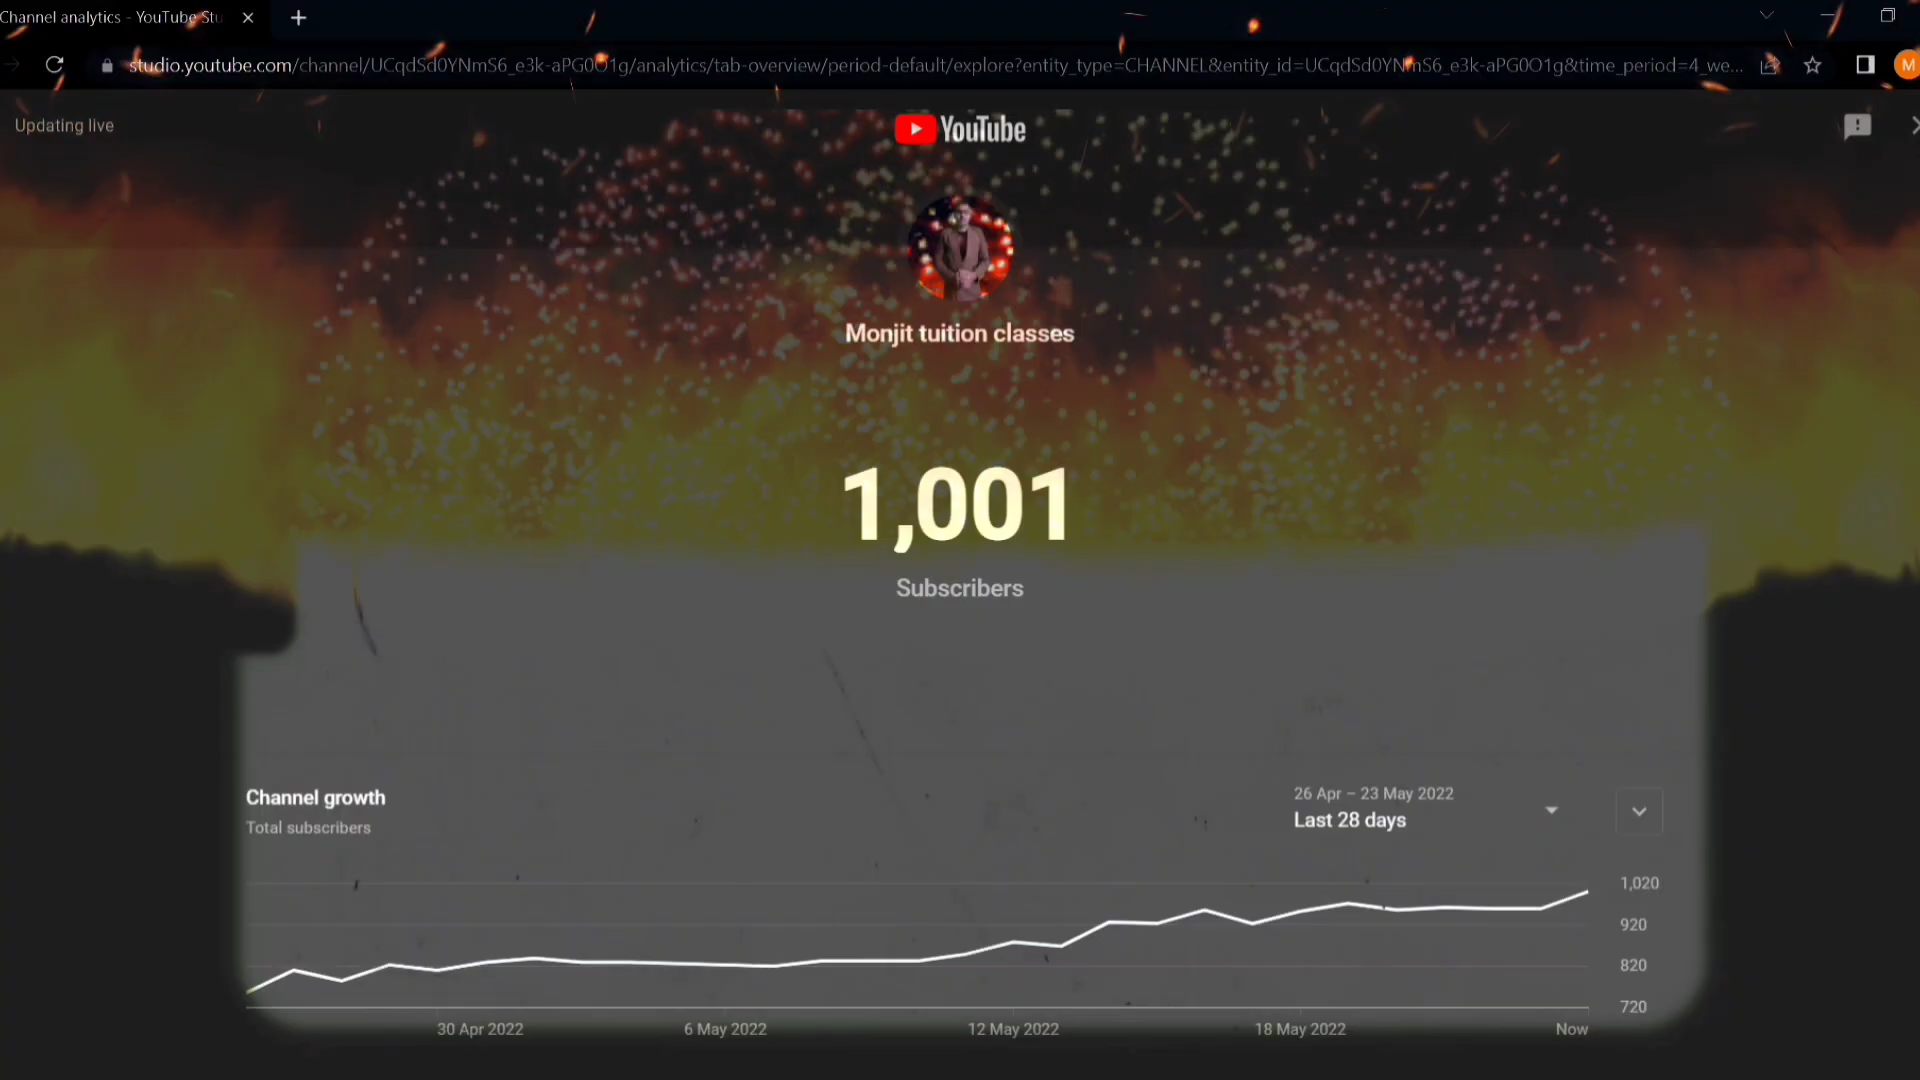 Channel analytics - YouTube Stu
studio.youtube.com/channel/UCqdSd0YNmS6_e3k-aPG0O1g/analytics/tab-overview/period-default/explore?entity_type=CHANNEL&entity_id=UCqdSd0YNmS6_e3k-aPG0O1g&time_period=4_we...
M
Updating live
YouTube
Monjit tuition classes
1,001
Subscribers
Channel growth
Total subscribers
26 Apr – 23 May 2022
Last 28 days
1,020
920
820
720
30 Apr 2022
6 May 2022
12 May 2022
18 May 2022
Now